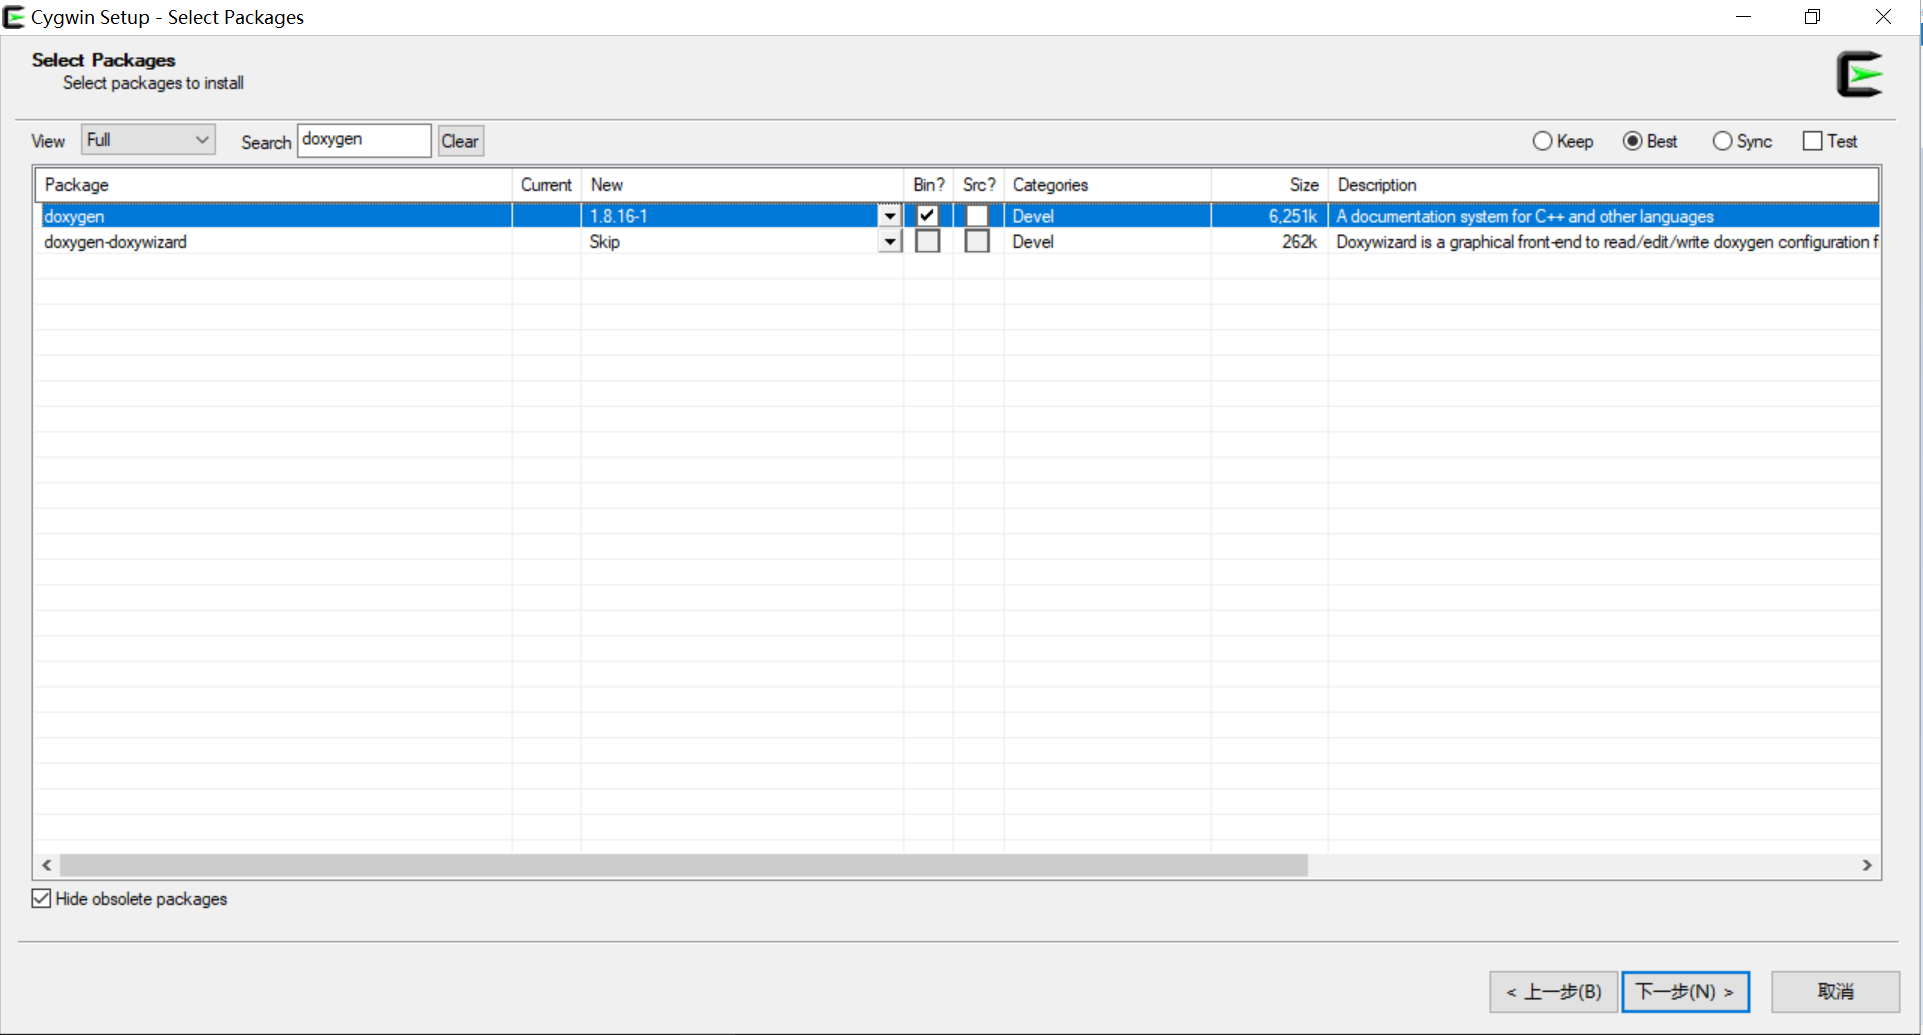 Cygwin Setup - Select Packages
Select Packages
Select packages to install
View Full Search doxygen Clear Keep Best Sync Test
Package Current New Bin? Src? Categories Size Description
doxygen 1.8.16-1 Devel 6,251k A documentation system for C++ and other languages
doxygen-doxywizard Skip Devel 262k Doxywizard is a graphical front-end to read/edit/write doxygen configuration f
Hide obsolete packages
< 上一步(B) 下一步(N) > 取消